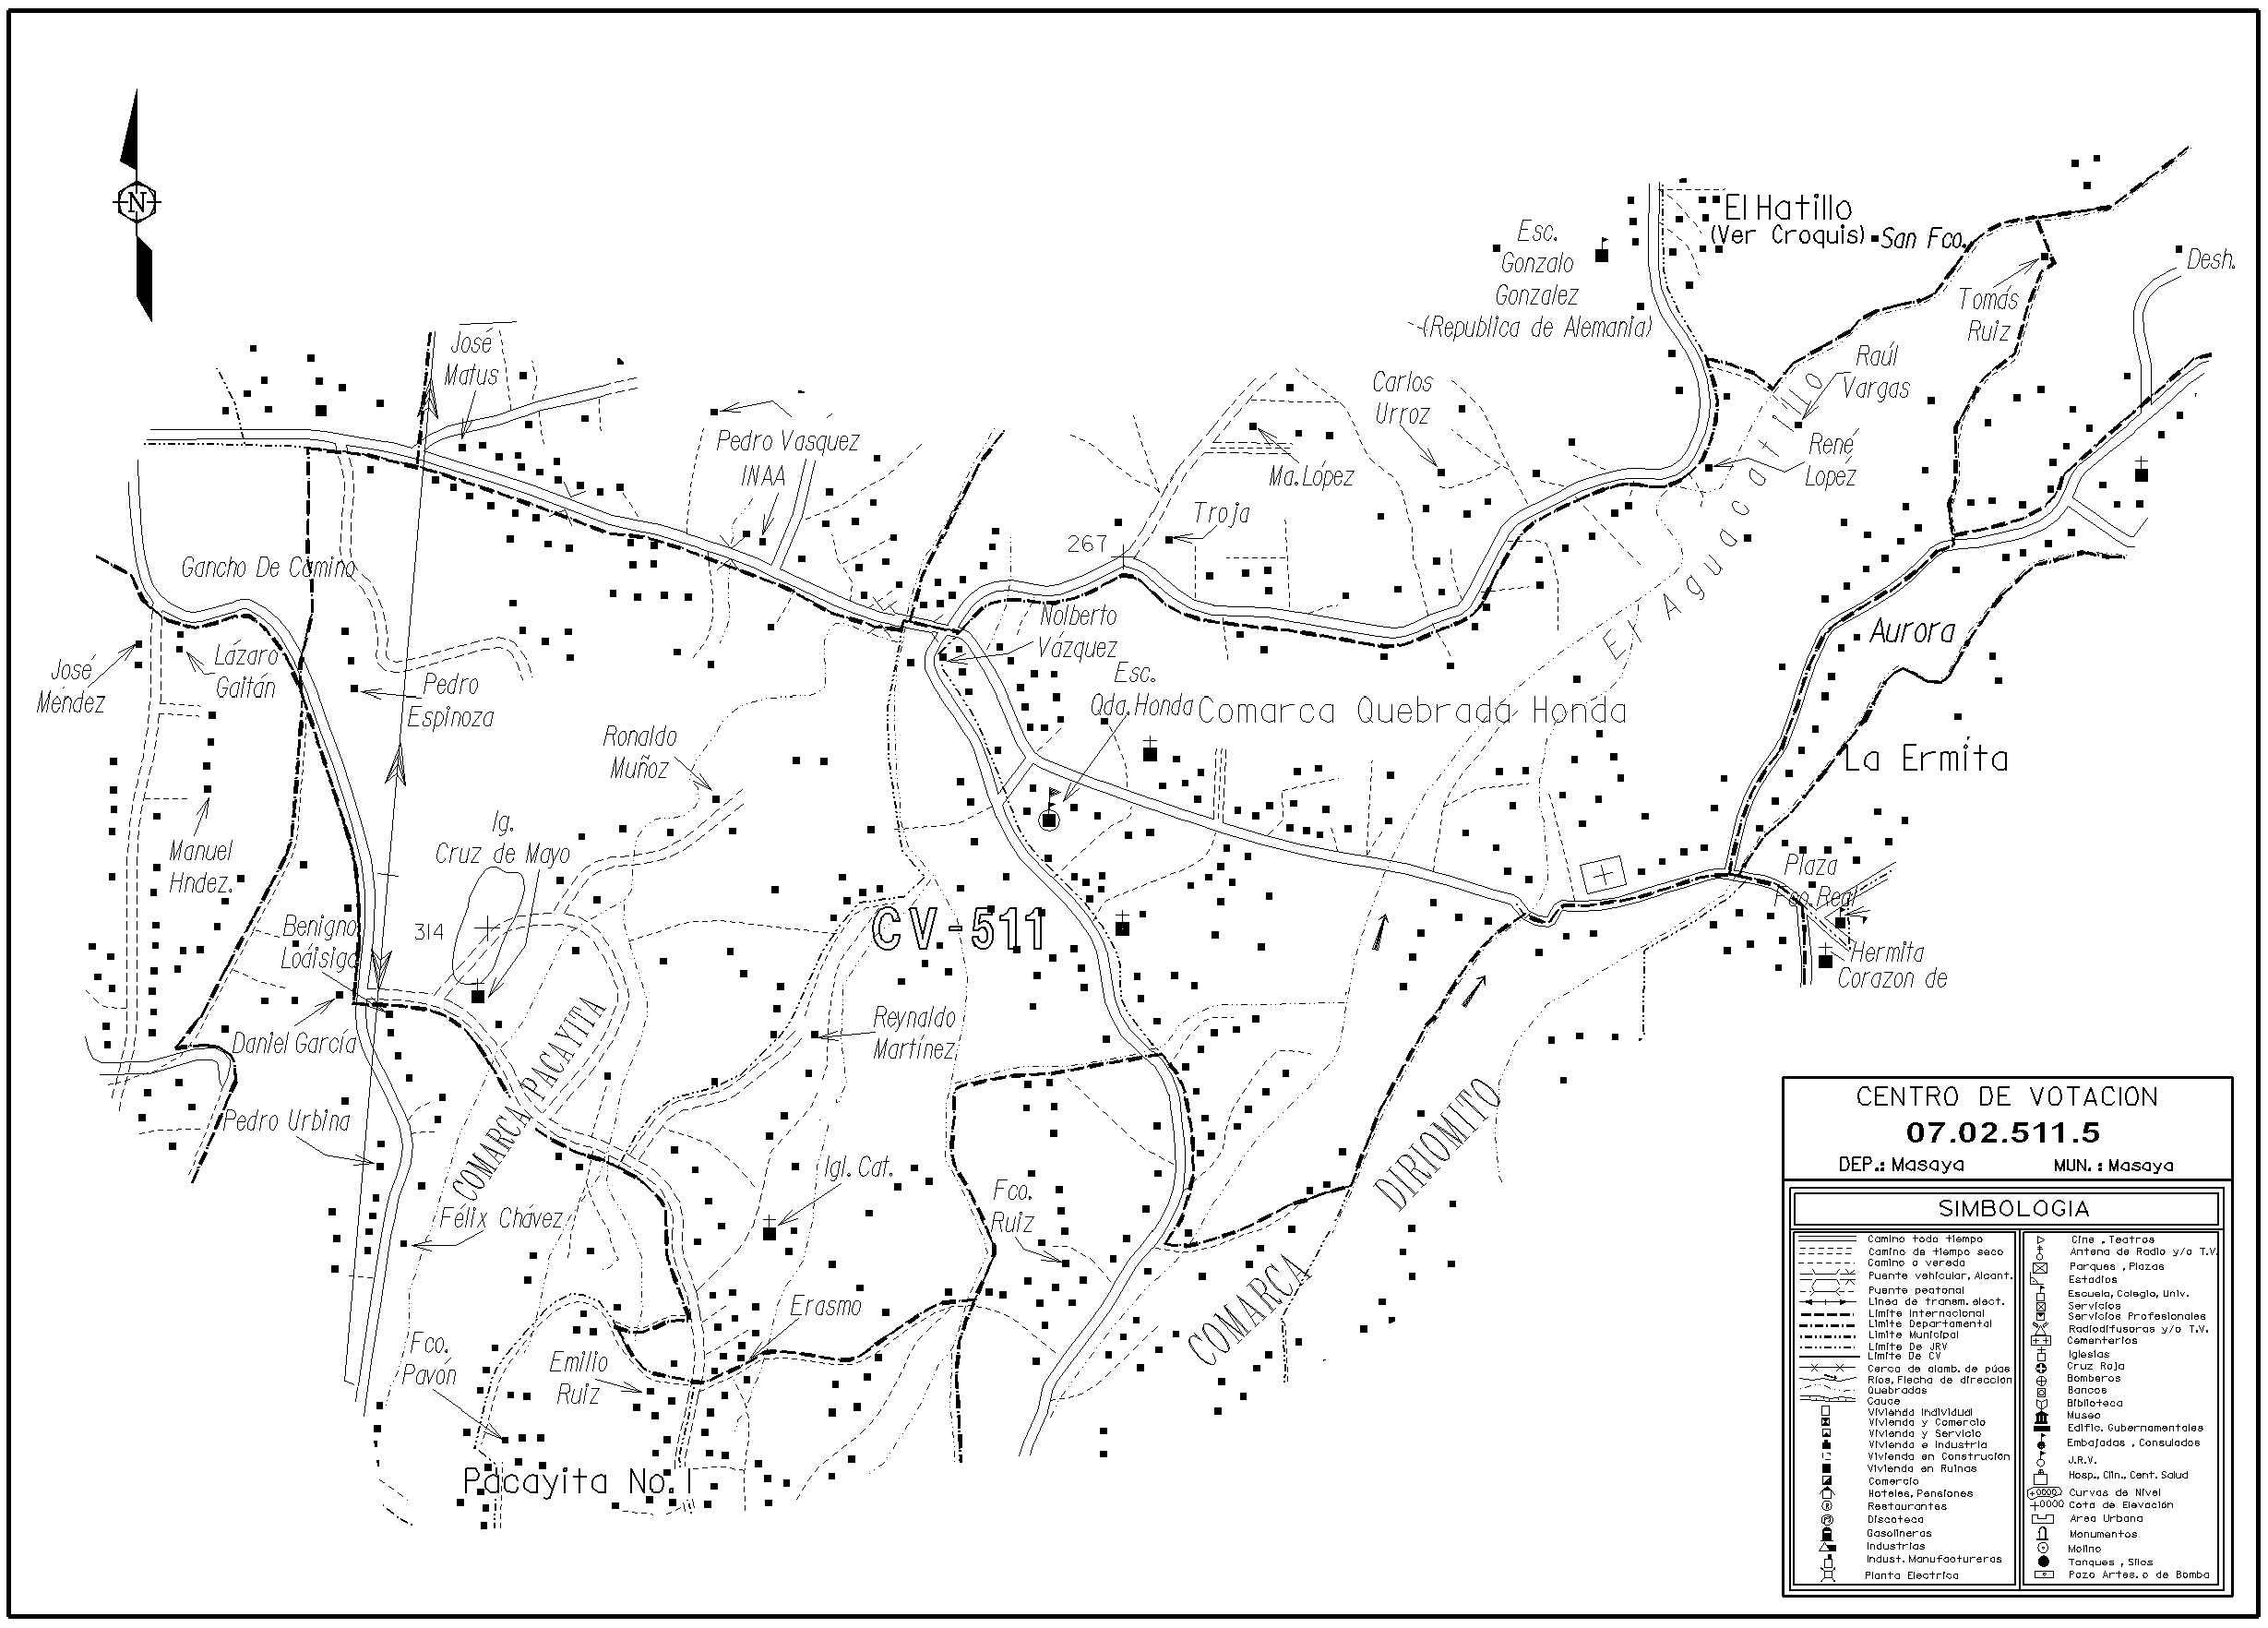 N
El Hatillo
(Ver Croquis)
San Fco.
Esc.
Gonzalo
Gonzalez
(Republica de Alemania)
Desh.
Tomás
Ruiz
José
Matus
Raúl
Vargas
Carlos
Urroz
Pedro Vasquez
INAA
René
Lopéz
Ma. López
Troja
267
Gancho De Camino
El Aguacatillo
Nolberto
Vázquez
Aurora
José
Méndez
Lázaro
Gaitán
Pedro
Espinoza
Esc.
Qda. Honda
Comarca Quebrada Honda
Ronaldo
Muñoz
La Ermíta
Ig.
Cruz de Mayo
Manuel
Hndez.
Plaza
Fco. Real
314
Benigno
Loáisiga
CV-511
Hermita
Corazon de
Daniel García
COMARCA PACAYITA
Reynaldo
Martínez
Pedro Urbina
Igl. Cat.
COMARCA DIRIOMITO
Félix Chávez
Fco.
Ruiz
Erasmo
Fco.
Pavón
Emilio
Ruiz
Pacayita No. 1
CENTRO DE VOTACION
07.02.511.5
DEP.: Masaya MUN.: Masaya
SIMBOLOGIA
Camino todo tiempo
Camino de tiempo seco
Camino o vereda
Puente vehicular, Alcant.
Puente peatonal
Línea de transm. elect.
Límite Internacional
Límite Departamental
Límite Municipal
Límite De JRV
Límite De CV
Cerca de alamb. de púas
Ríos, Flecha de dirección
Quebradas
Cauce
Vivienda Individual
Vivienda y Comercio
Vivienda y Servicio
Vivienda e Industria
Vivienda en Construción
Vivienda en Ruinas
Comercio
Hoteles, Pensiones
Restaurantes
Discoteca
Gasolineras
Industrias
Indust. Manufactureras
Planta Electrica
Cine , Teatros
Antena de Radio y/o T.V.
Parques , Plazas
Estadios
Escuela, Colegio, Univ.
Servicios
Servicios Profesionales
Radiodifusoras y/o T.V.
Cementerios
Iglesias
Cruz Roja
Bomberos
Bancos
Biblioteca
Museo
Edific. Gubernamentales
Embajadas , Consulados
J.R.V.
Hosp., Clin., Cent. Salud
Curvas de Nivel
+0000 Cota de Elevación
Area Urbana
Monumentos
Molino
Tanques , Silos
Pozo Artes. o de Bomba